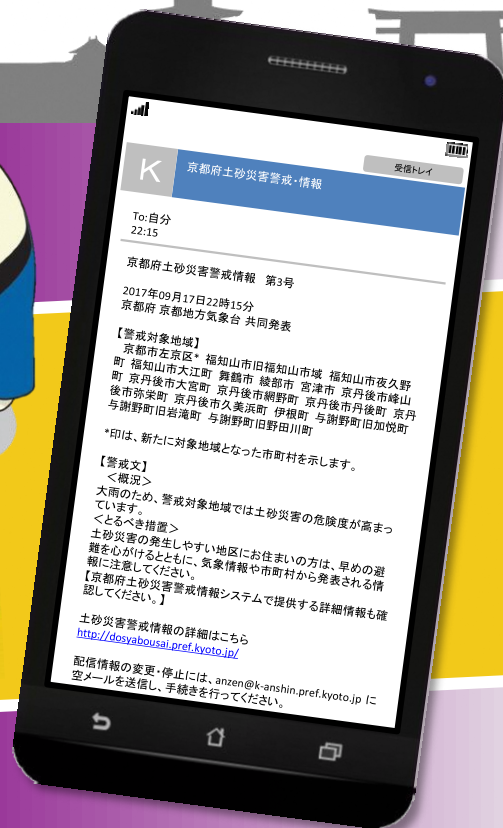 受信トレイ
K
京都府土砂災害警戒・情報
To:自分
22:15
京都府土砂災害警戒情報 第3号
2017年09月17日22時15分
京都府 京都地方気象台 共同発表
【警戒対象地域】
京都市左京区* 福知山市旧福知山市域 福知山市夜久野
町 福知山市大江町 舞鶴市 綾部市 宮津市 京丹後市峰山
町 京丹後市大宮町 京丹後市網野町 京丹後市丹後町 京丹
後市弥栄町 京丹後市久美浜町 伊根町 与謝野町旧加悦町
与謝野町旧岩滝町 与謝野町旧野田川町
*印は、新たに対象地域となった市町村を示します。
【警戒文】
＜概況＞
大雨のため、警戒対象地域では土砂災害の危険度が高まっ
ています。
＜とるべき措置＞
土砂災害の発生しやすい地区にお住まいの方は、早めの避
難を心がけるとともに、気象情報や市町村から発表される情
報に注意してください。
【京都府土砂災害警戒情報システムで提供する詳細情報も確
認してください。】
土砂災害警戒情報の詳細はこちら
http://dosyabousai.pref.kyoto.jp/
配信情報の変更・停止には、anzen@k-anshin.pref.kyoto.jp に
空メールを送信し、手続きを行ってください。